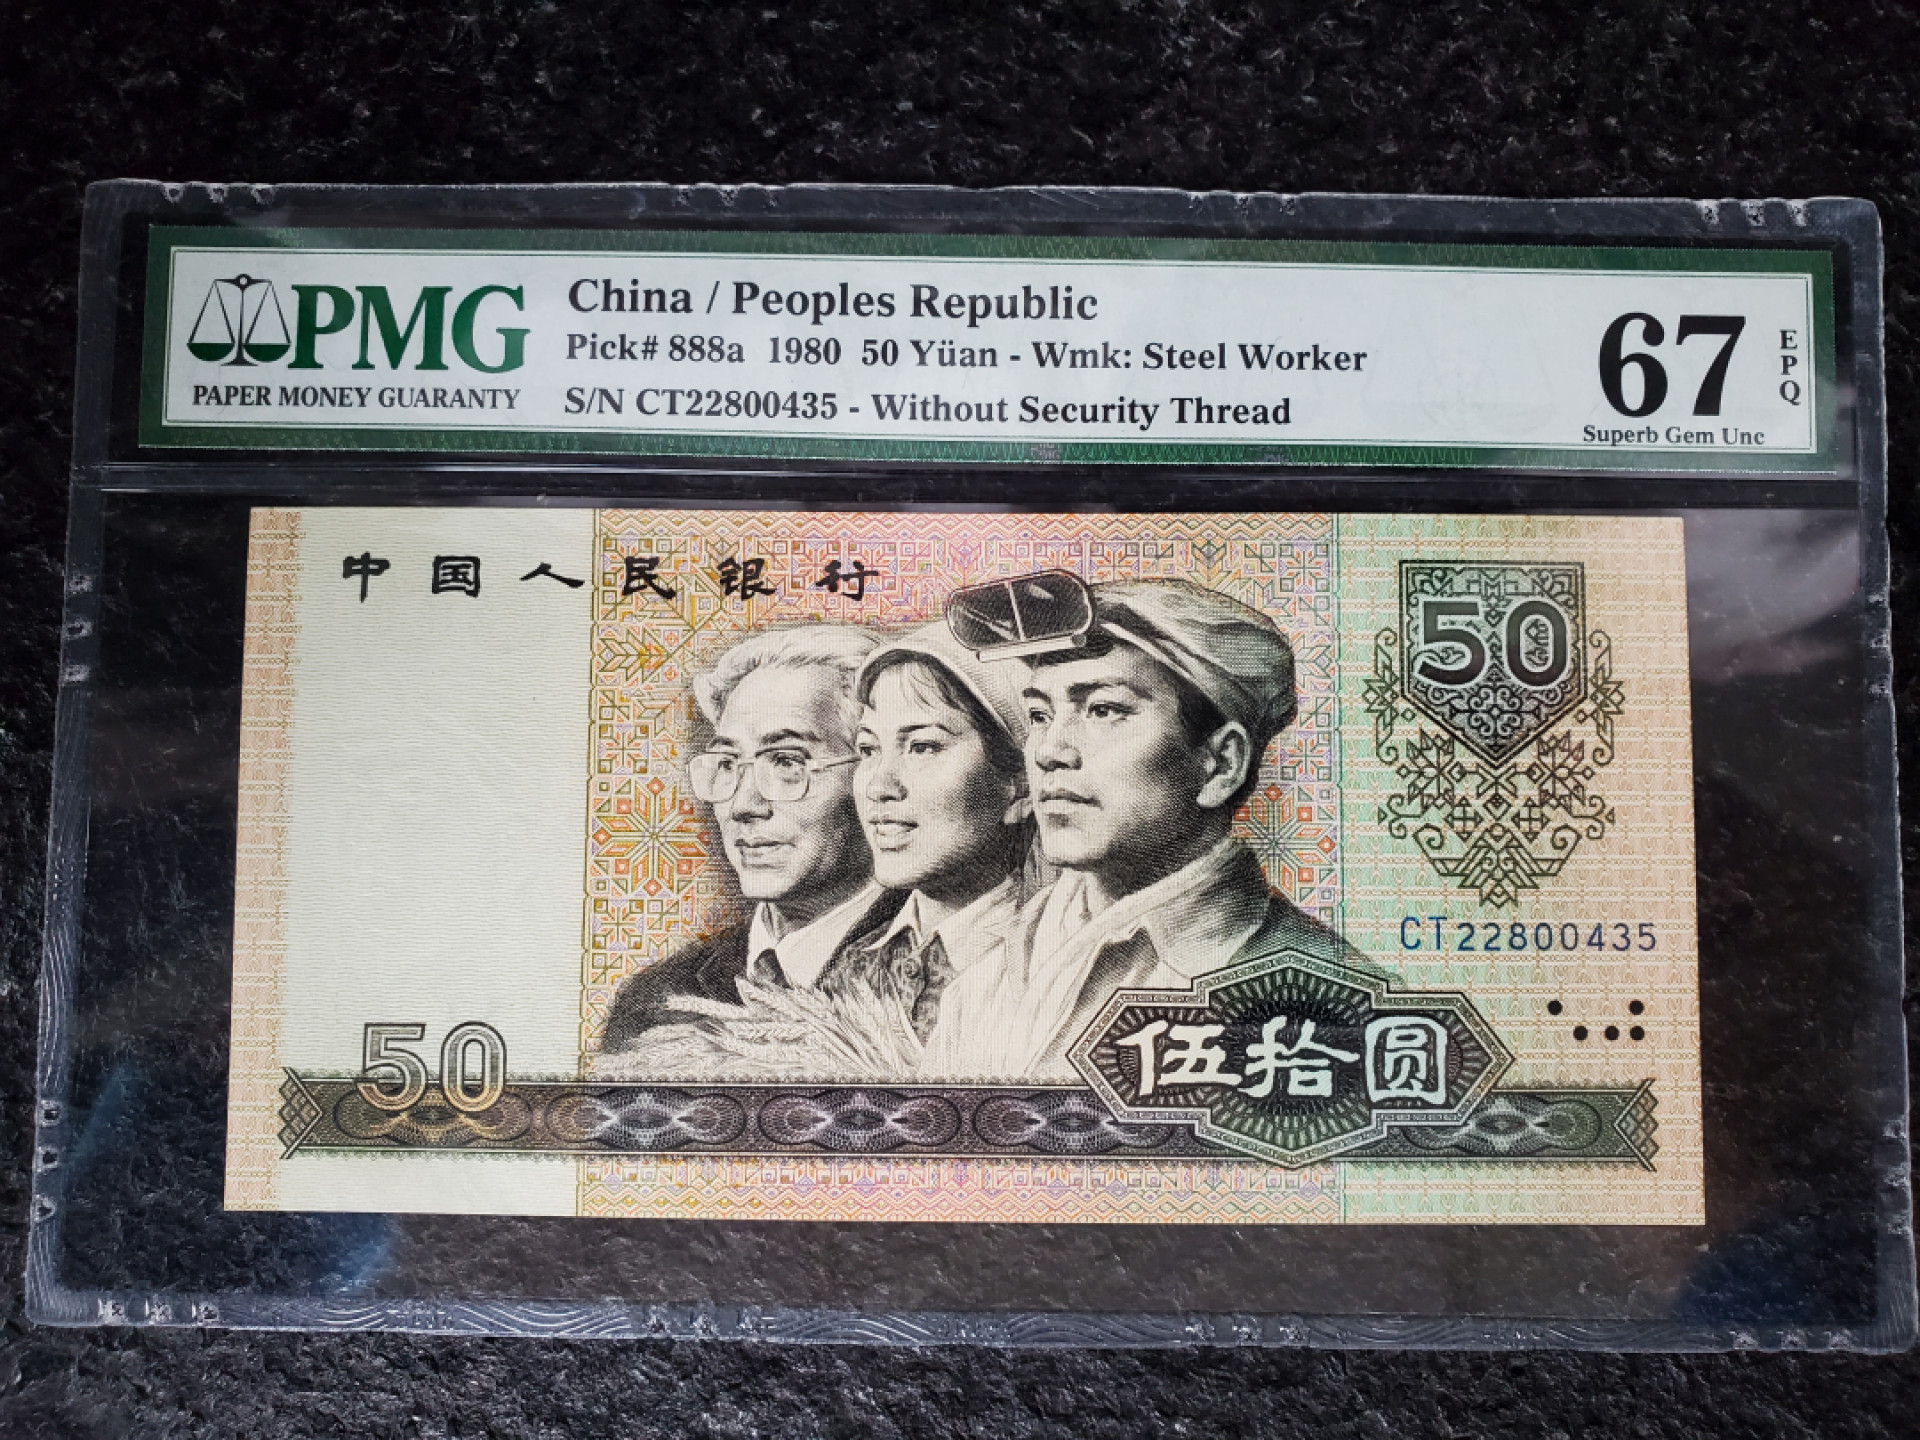 PMG
PAPER MONEY GUARANTY
China / Peoples Republic
Pick# 888a 1980 50 Yüan - Wmk: Steel Worker
S/N CT22800435 - Without Security Thread
67
EPQ
Superb Gem Unc
中国人民银行
50
CT22800435
50
伍拾圆